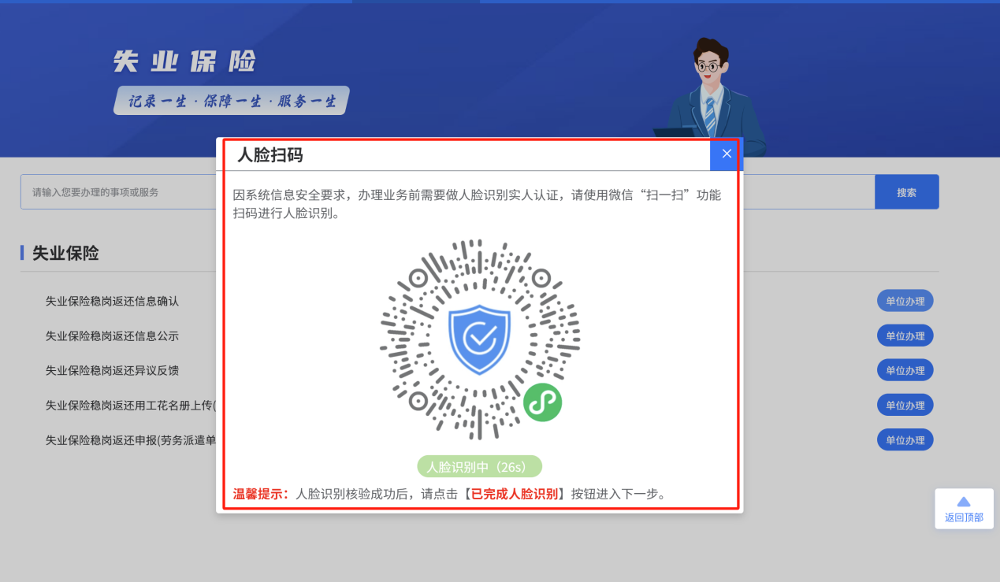 失业保险
记录一生·保障一生·服务一生
人脸扫码
因系统信息安全要求，办理业务前需要做人脸识别实人认证，请使用微信“扫一扫”功能
扫码进行人脸识别。
人脸识别中（26s）
温馨提示：人脸识别核验成功后，请点击【已完成人脸识别】按钮进入下一步。
请输入您要办理的事项或服务
搜索
失业保险
失业保险稳岗返还信息确认
单位办理
失业保险稳岗返还信息公示
单位办理
失业保险稳岗返还异议反馈
单位办理
失业保险稳岗返还用工花名册上传(
单位办理
失业保险稳岗返还申报(劳务派遣单
单位办理
返回顶部